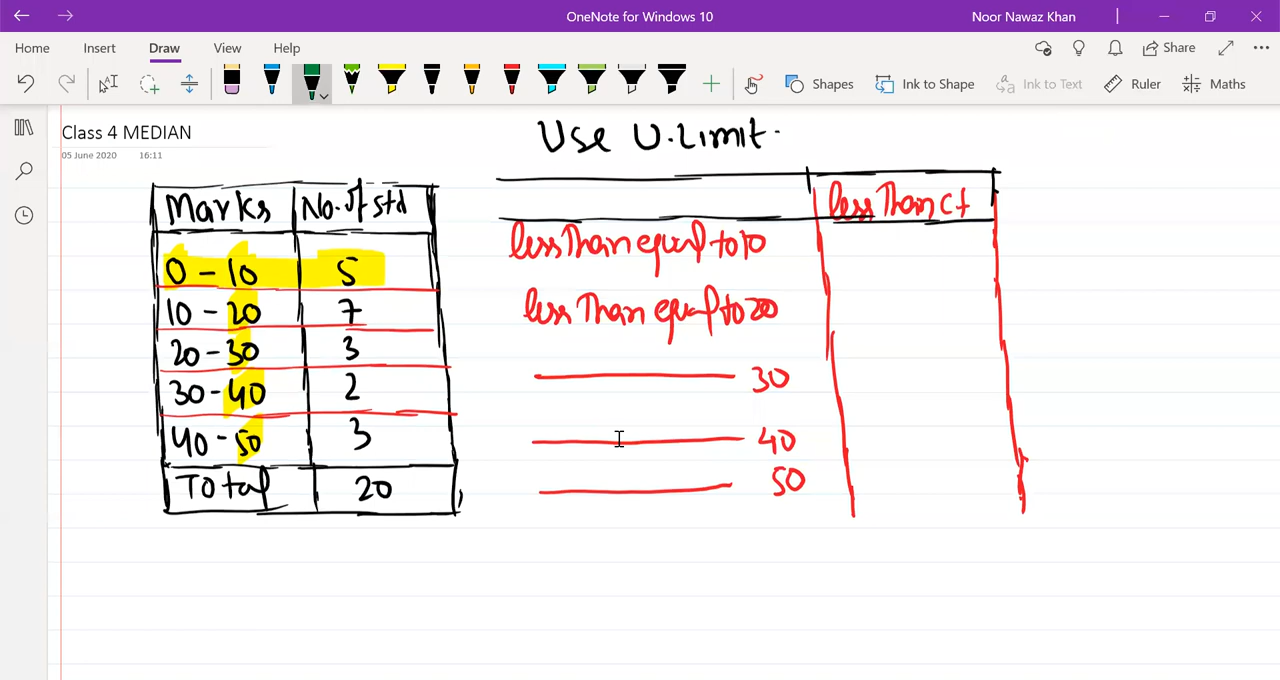 OneNote for Windows 10
Noor Nawaz Khan
Home Insert Draw View Help
Share
Shapes Ink to Shape Ink to Text Ruler Maths
Class 4 MEDIAN
05 June 2020 16:11
Use U.Limit.
Marks No. of std
0 - 10 5
10 - 20 7
20 - 30 3
30 - 40 2
40 - 50 3
Total 20
less Than cf
less Than equal to 10
less Than equal to 20
30
40
50